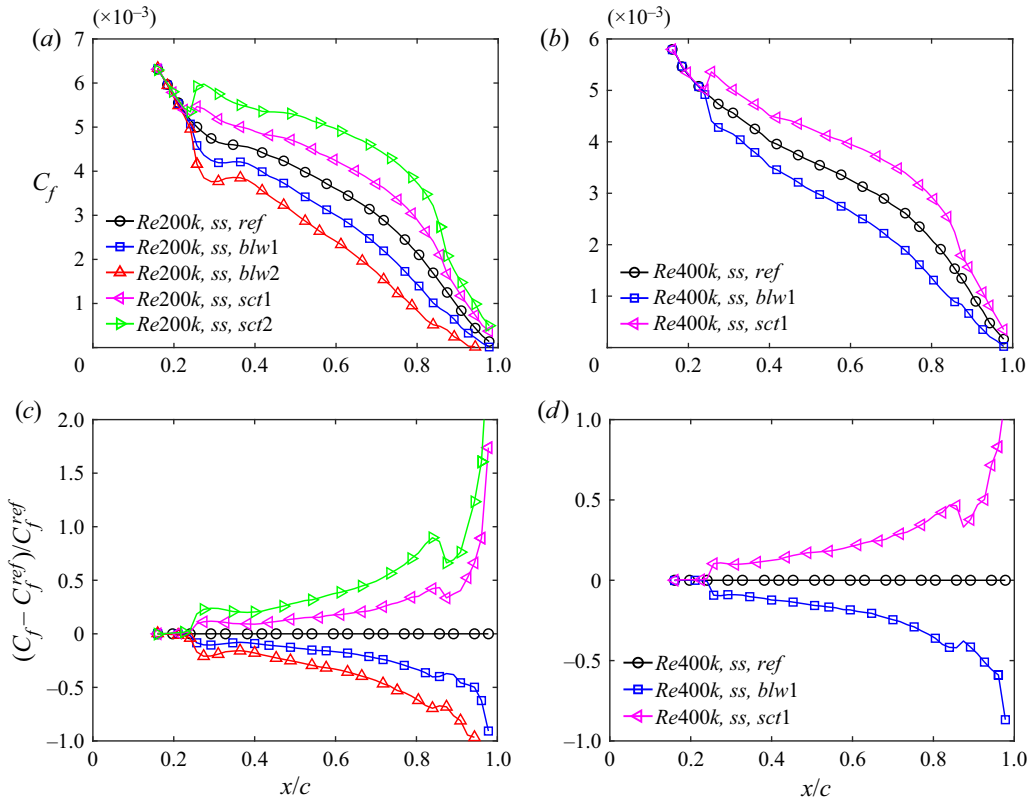 (×10⁻³)
(a)
7
6
5
4
3
2
1
C_f
Re200k, ss, ref
Re200k, ss, blw1
Re200k, ss, blw2
Re200k, ss, sct1
Re200k, ss, sct2
0
0.2
0.4
0.6
0.8
1.0
(×10⁻³)
(b)
6
5
4
3
2
1
Re400k, ss, ref
Re400k, ss, blw1
Re400k, ss, sct1
0
0.2
0.4
0.6
0.8
1.0
(c)
2.0
1.5
1.0
0.5
0
−0.5
−1.0
(C_f − C_f^ref)/C_f^ref
0
0.2
0.4
0.6
0.8
1.0
x/c
(d)
1.0
0.5
0
−0.5
−1.0
Re400k, ss, ref
Re400k, ss, blw1
Re400k, ss, sct1
0
0.2
0.4
0.6
0.8
1.0
x/c